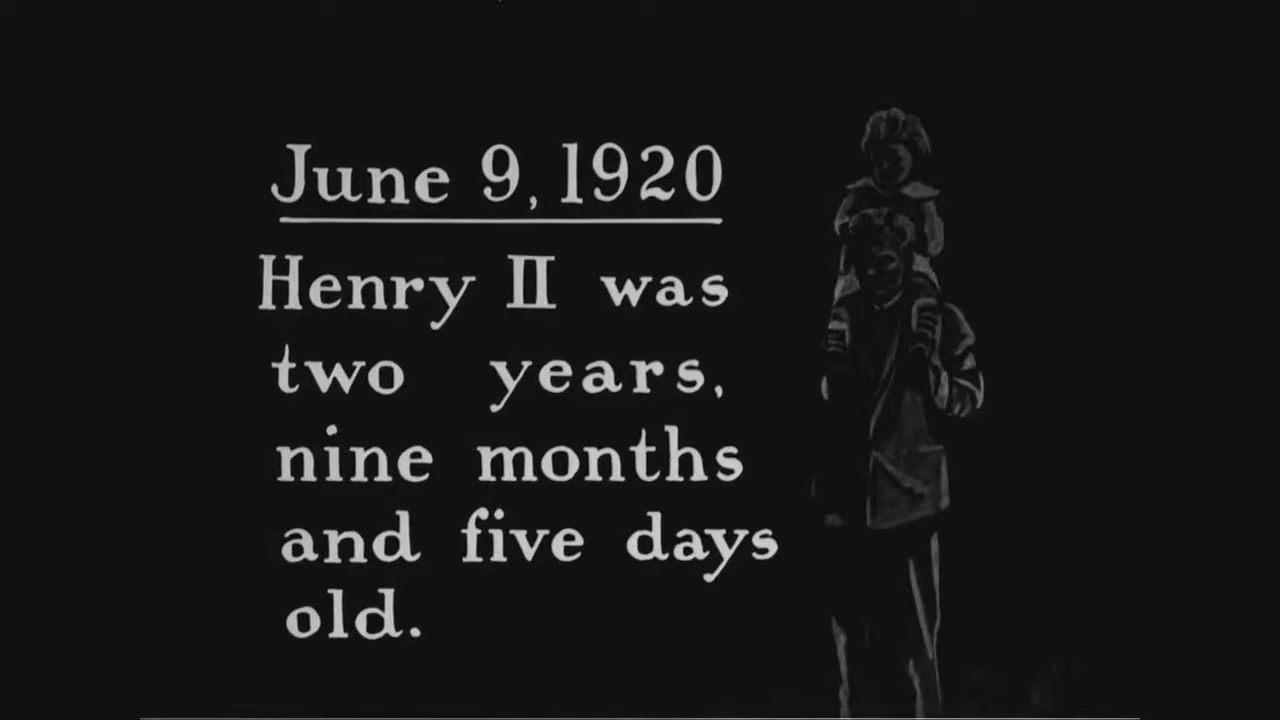 June 9, 1920
Henry II was
two years,
nine months
and five days
old.